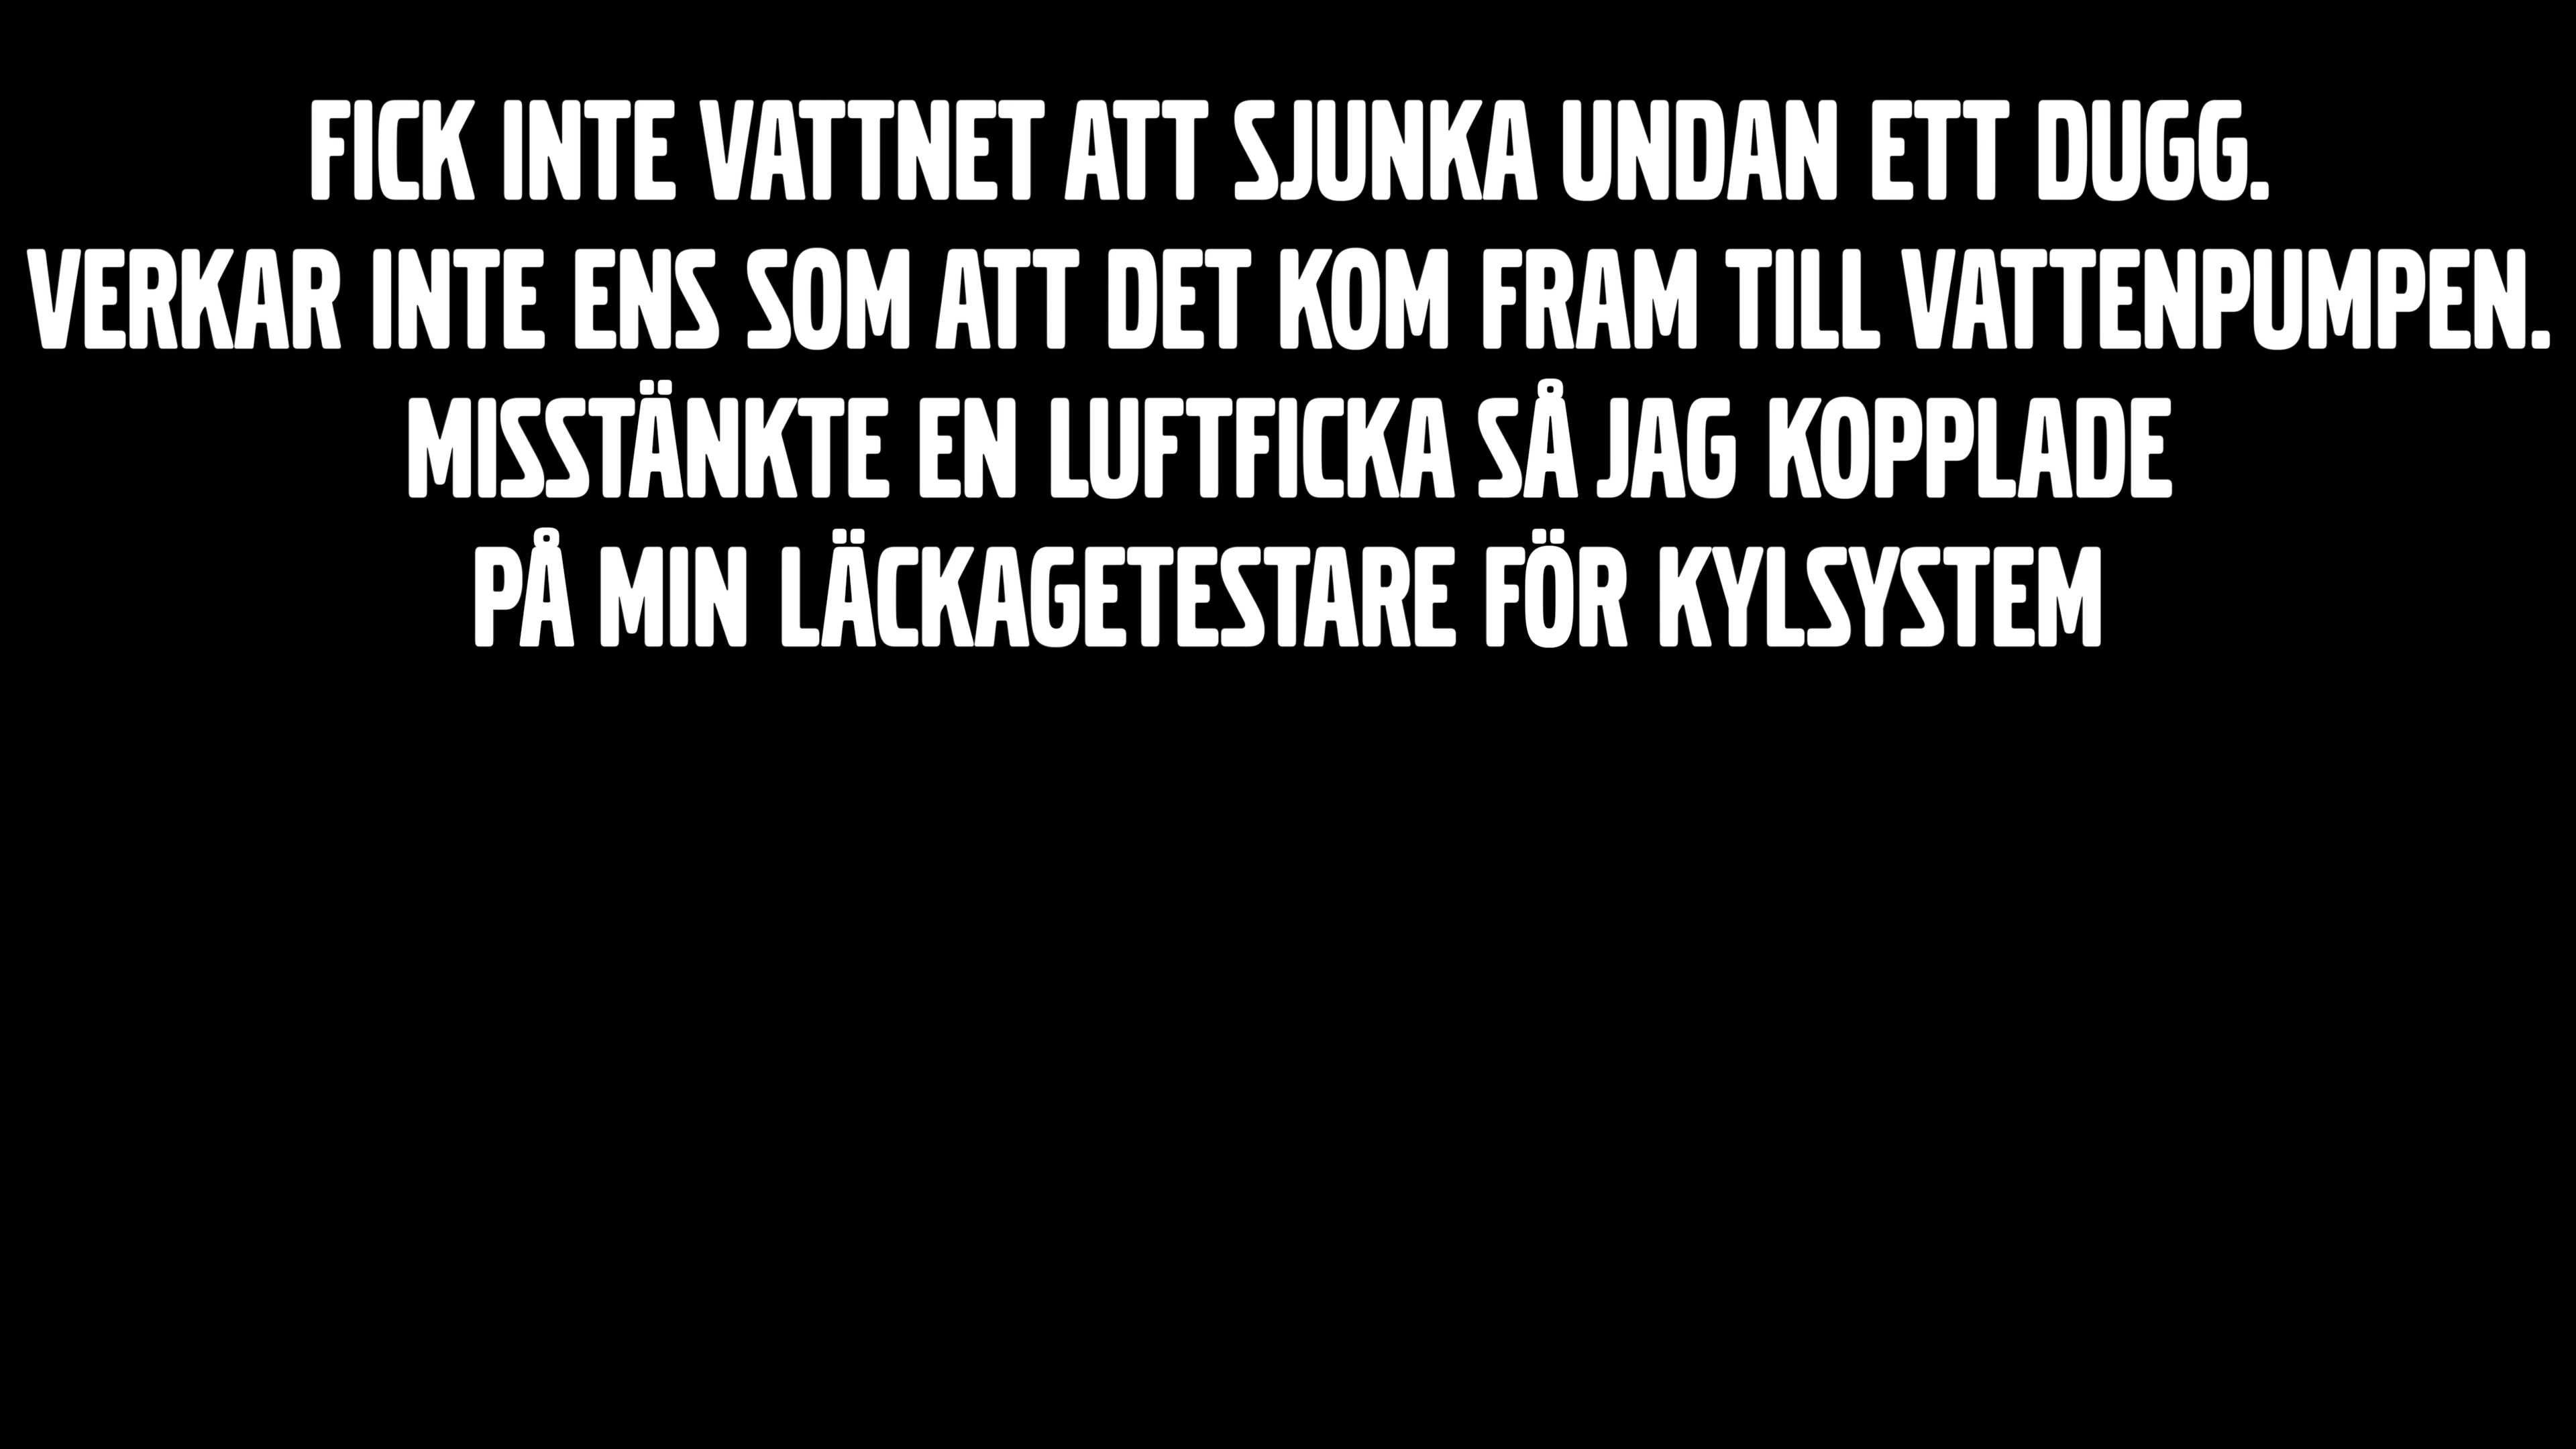 FICK INTE VATTNET ATT SJUNKA UNDAN ETT DUGG.
VERKAR INTE ENS SOM ATT DET KOM FRAM TILL VATTENPUMPEN.
MISSTÄNKTE EN LUFTFICKA SÅ JAG KOPPLADE
PÅ MIN LÄCKAGETESTARE FÖR KYLSYSTEM